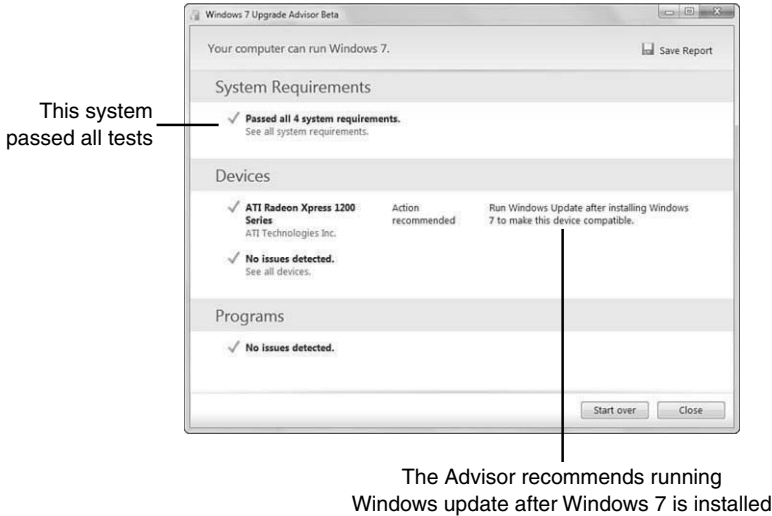 Windows 7 Upgrade Advisor Beta
Your computer can run Windows 7.
Save Report
System Requirements
This system
passed all tests
Passed all 4 system requirements.
See all system requirements.
Devices
ATI Radeon Xpress 1200
Series
ATI Technologies Inc.
Action
recommended
Run Windows Update after installing Windows
7 to make this device compatible.
No issues detected.
See all devices.
Programs
No issues detected.
Start over
Close
The Advisor recommends running
Windows update after Windows 7 is installed